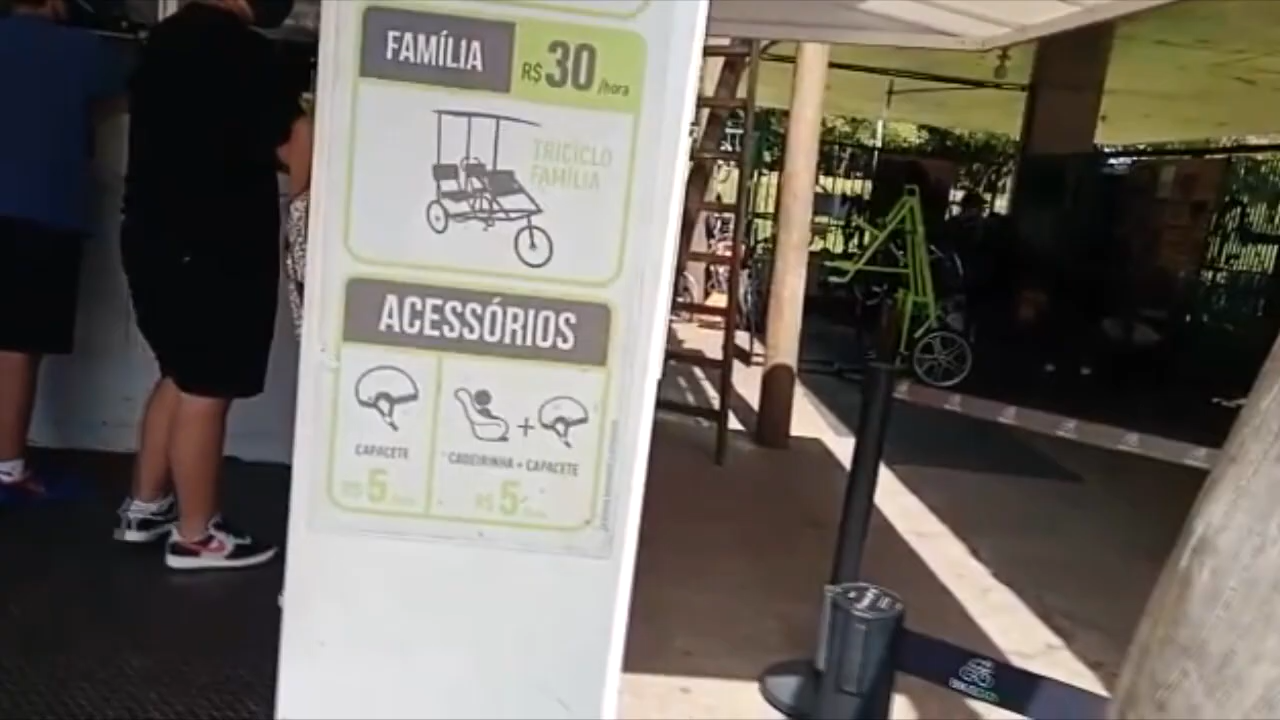 FAMÍLIA
R$30/hora
TRICICLO
FAMÍLIA
ACESSÓRIOS
CAPACETE
5
CADEIRINHA + CAPACETE
R$ 5